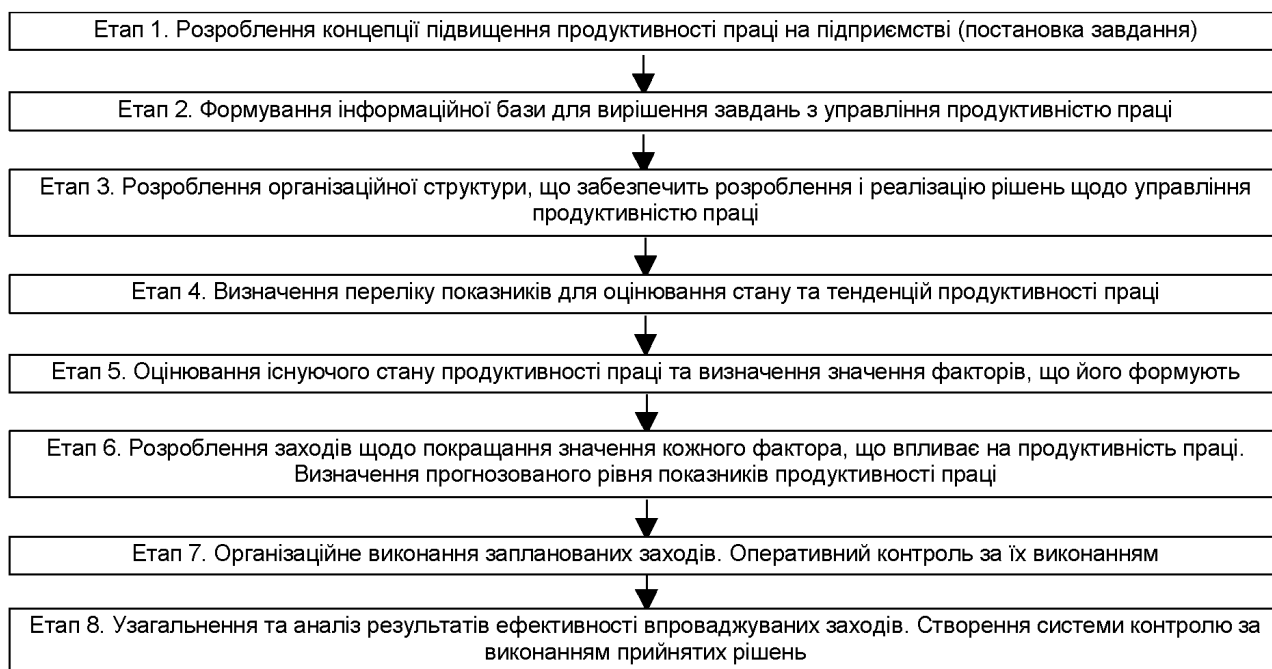 Етап 1. Розроблення концепції підвищення продуктивності праці на підприємстві (постановка завдання)
Етап 2. Формування інформаційної бази для вирішення завдань з управління продуктивністю праці
Етап 3. Розроблення організаційної структури, що забезпечить розроблення і реалізацію рішень щодо управління
продуктивністю праці
Етап 4. Визначення переліку показників для оцінювання стану та тенденцій продуктивності праці
Етап 5. Оцінювання існуючого стану продуктивності праці та визначення значення факторів, що його формують
Етап 6. Розроблення заходів щодо покращання значення кожного фактора, що впливає на продуктивність праці.
Визначення прогнозованого рівня показників продуктивності праці
Етап 7. Організаційне виконання запланованих заходів. Оперативний контроль за їх виконанням
Етап 8. Узагальнення та аналіз результатів ефективності впроваджуваних заходів. Створення системи контролю за
виконанням прийнятих рішень